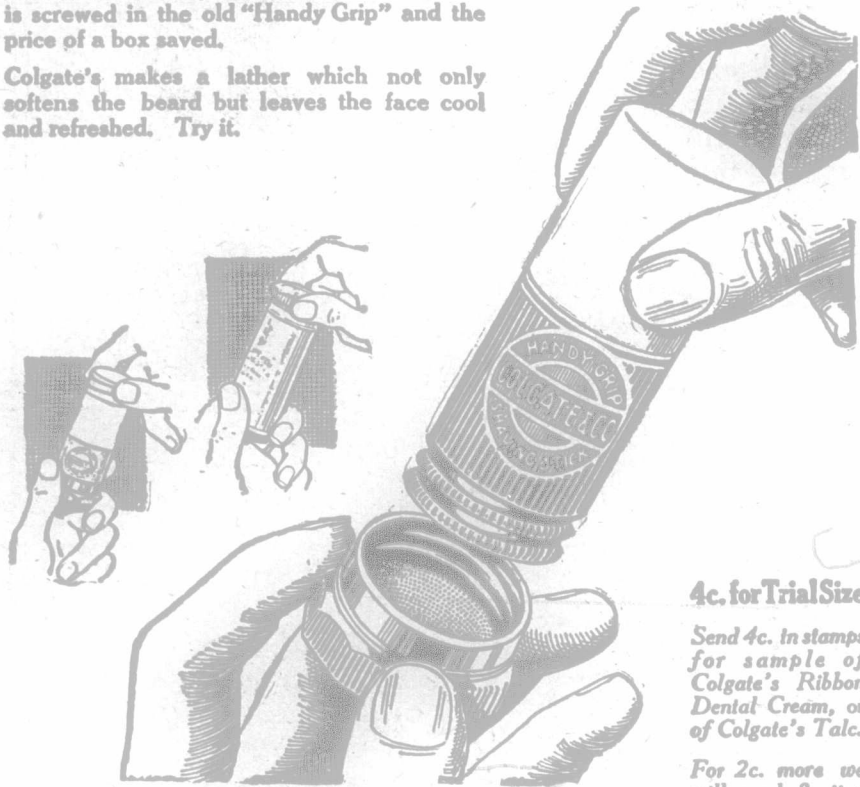 is screwed in the old "Handy Grip" and the
price of a box saved.
Colgate's makes a lather which not only
softens the beard but leaves the face cool
and refreshed. Try it.
HANDY GRIP
COLGATE & CO
SHAVING STICK
4c. for Trial Size
Send 4c. in stamps
for sample of
Colgate's Ribbon
Dental Cream, or
of Colgate's Talc.
For 2c. more we